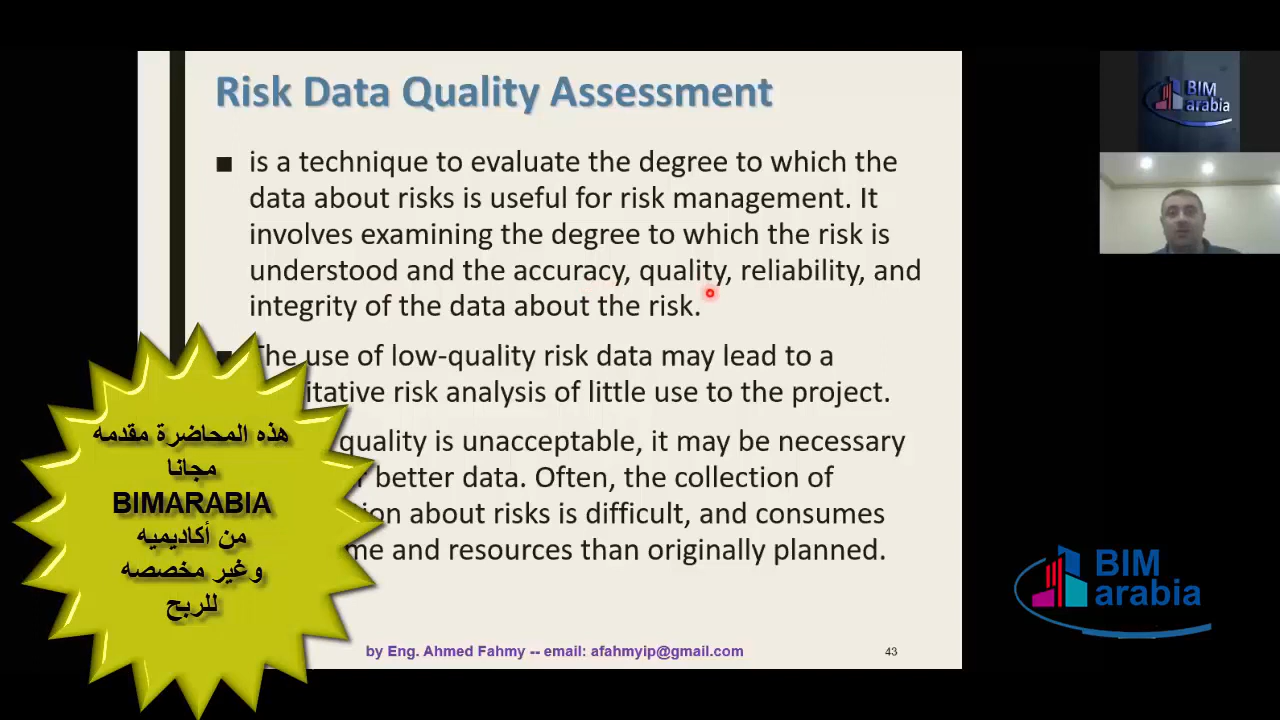 Risk Data Quality Assessment
■ is a technique to evaluate the degree to which the
data about risks is useful for risk management. It
involves examining the degree to which the risk is
understood and the accuracy, quality, reliability, and
integrity of the data about the risk.
The use of low-quality risk data may lead to a
itative risk analysis of little use to the project.
quality is unacceptable, it may be necessary
better data. Often, the collection of
about risks is difficult, and consumes
and resources than originally planned.
by Eng. Ahmed Fahmy -- email: afahmyip@gmail.com
43
هذه المحاضرة مقدمه
مجانا
BIMARABIA
من أكاديميه
وغير مخصصه
للربح
BIM
arabia
BIM
arabia